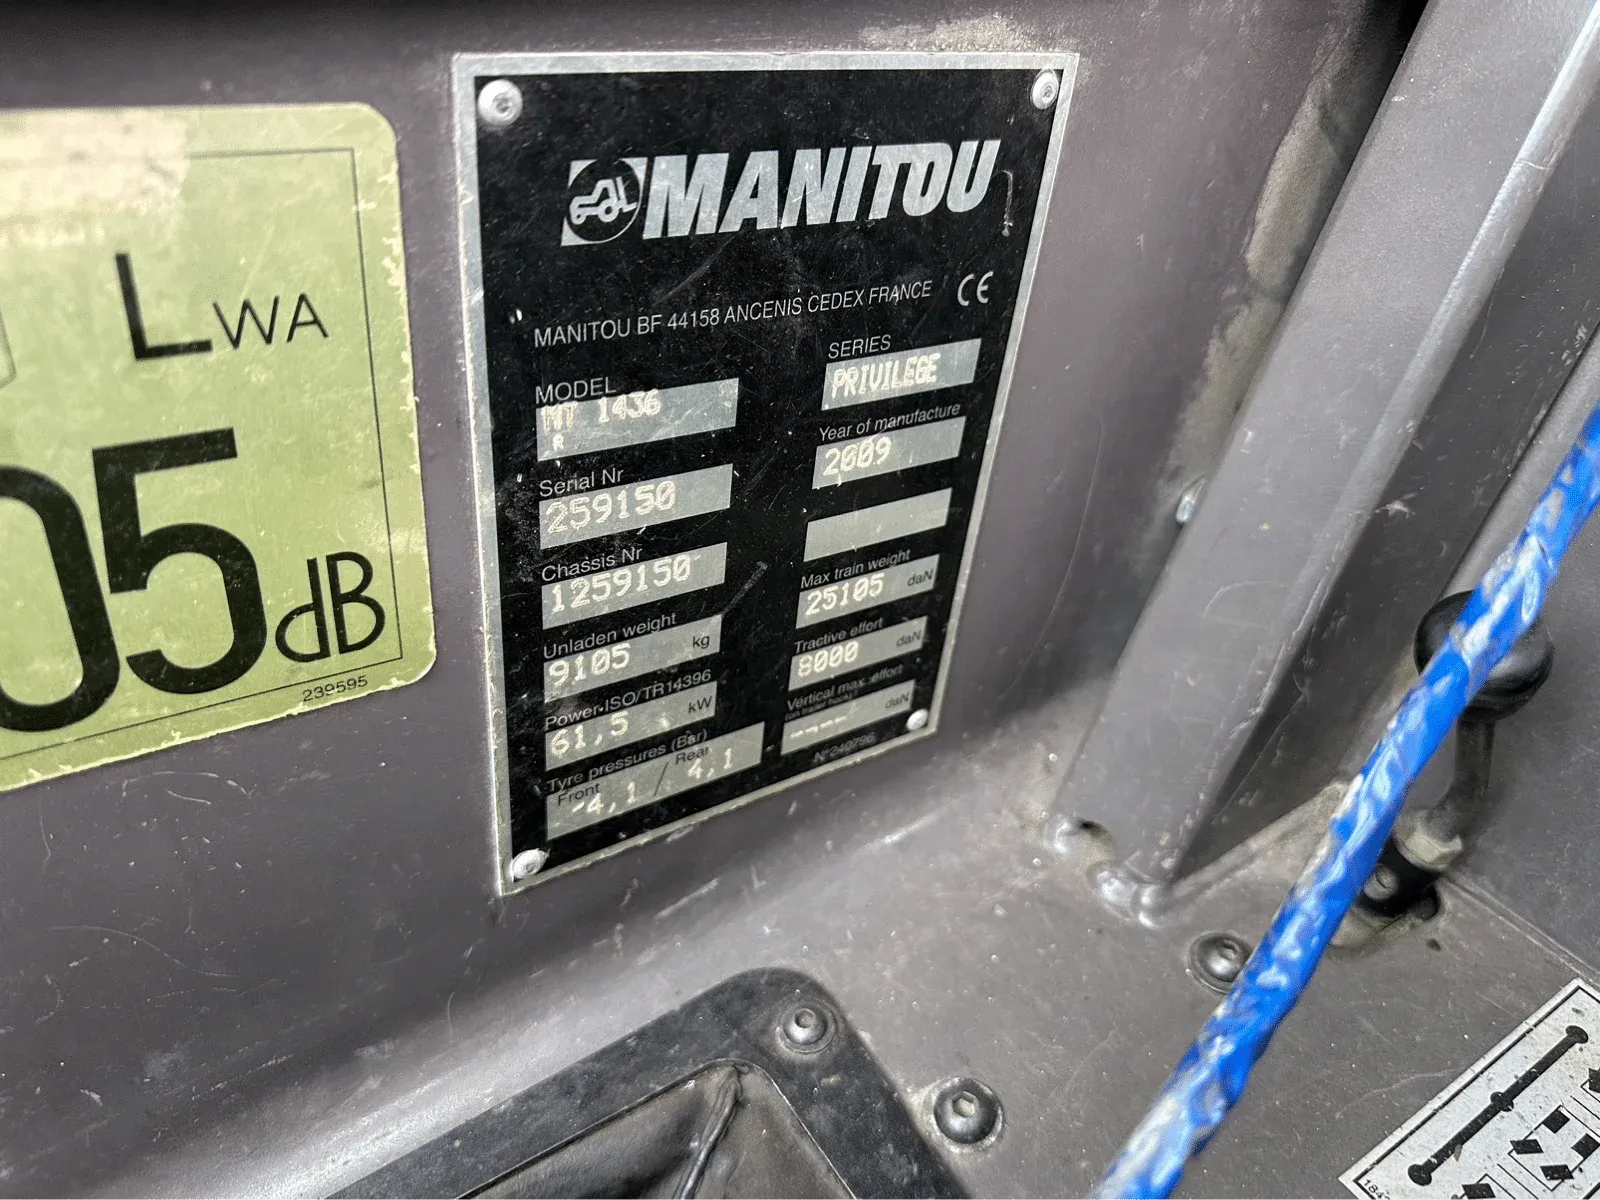 LWA
05 dB
239595
MANITOU
MANITOU BF 44158 ANCENIS CEDEX FRANCE CE
MODEL
MT 1436
R
SERIES
PRIVILEGE
Serial Nr
259150
Year of manufacture
2009
Chassis Nr
1259150
Unladen weight
9105 kg
Max train weight
25105 daN
Power-ISO/TR14396
61,5 kW
Tractive effort
8000 daN
Tyre pressures (Bar)
Front / Rear
4,1 4,1
Vertical max. effort
---- daN
N°240796